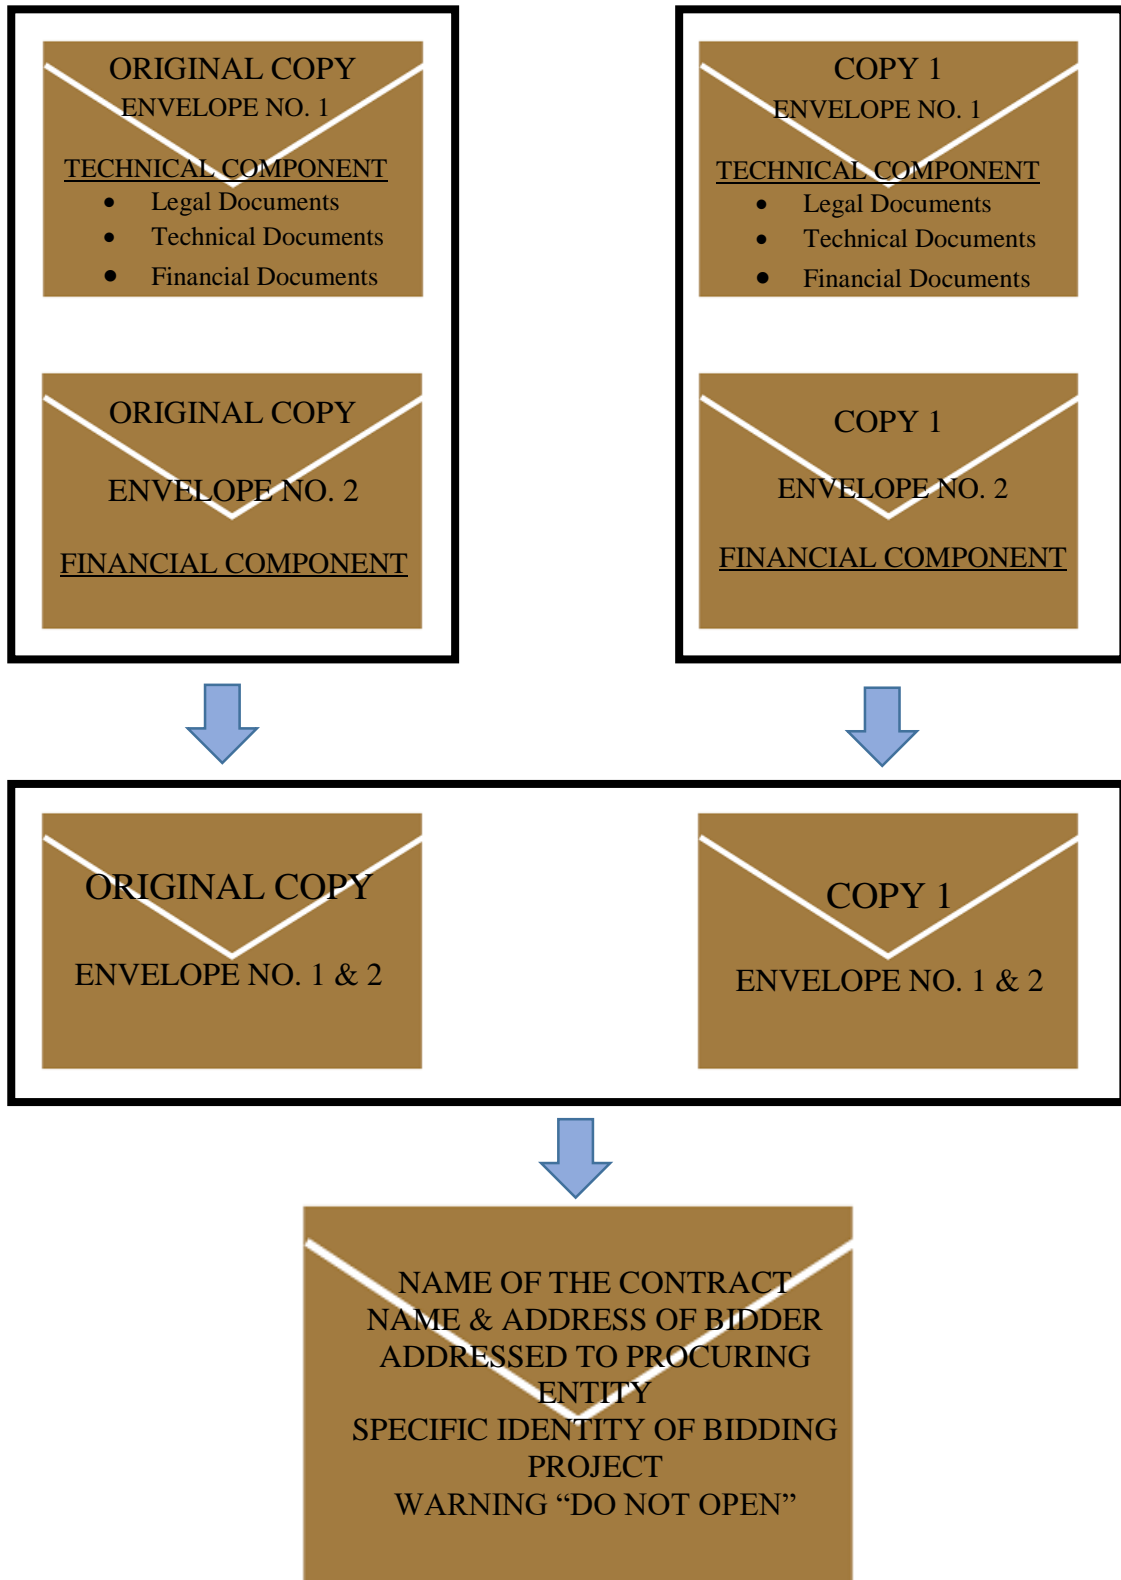 ORIGINAL COPY
ENVELOPE NO. 1
TECHNICAL COMPONENT
• Legal Documents
• Technical Documents
• Financial Documents
COPY 1
ENVELOPE NO. 1
TECHNICAL COMPONENT
• Legal Documents
• Technical Documents
• Financial Documents
ORIGINAL COPY
ENVELOPE NO. 2
FINANCIAL COMPONENT
COPY 1
ENVELOPE NO. 2
FINANCIAL COMPONENT
ORIGINAL COPY
ENVELOPE NO. 1 & 2
COPY 1
ENVELOPE NO. 1 & 2
NAME OF THE CONTRACT
NAME & ADDRESS OF BIDDER
ADDRESSED TO PROCURING
ENTITY
SPECIFIC IDENTITY OF BIDDING
PROJECT
WARNING “DO NOT OPEN”